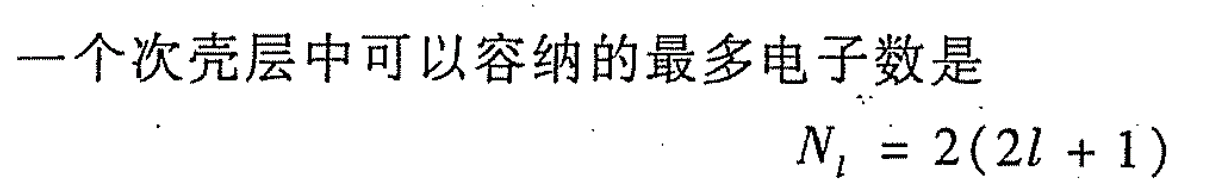 一个次壳层中可以容纳的最多电子数是
N_l = 2(2l + 1)